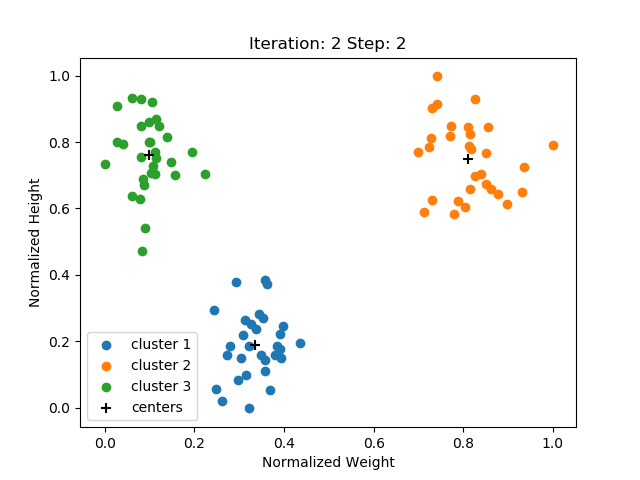 Iteration: 2 Step: 2
Normalized Height
1.0
0.8
0.6
0.4
0.2
0.0
cluster 1
cluster 2
cluster 3
centers
0.0 0.2 0.4 0.6 0.8 1.0
Normalized Weight